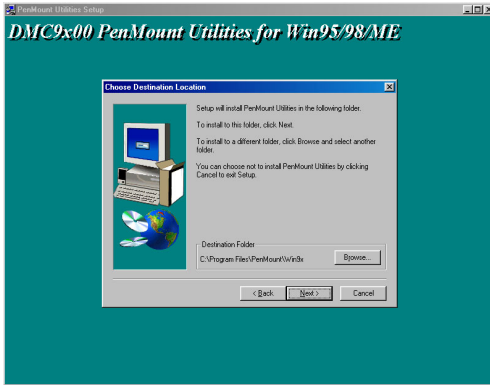 PenMount Utilities Setup
DMC9x00 PenMount Utilities for Win95/98/ME
Choose Destination Location
Setup will install PenMount Utilities in the following folder.
To install to this folder, click Next.
To install to a different folder, click Browse and select another
folder.
You can choose not to install PenMount Utilities by clicking
Cancel to exit Setup.
Destination Folder
C:\Program Files\PenMount\Win9x
Browse...
< Back
Next >
Cancel